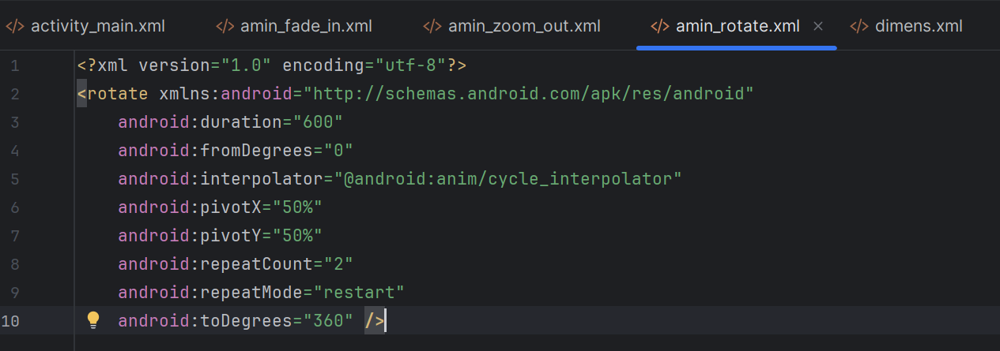 </> activity_main.xml </> amin_fade_in.xml </> amin_zoom_out.xml </> amin_rotate.xml × </> dimens.xml
1 <?xml version="1.0" encoding="utf-8"?>
2 <rotate xmlns:android="http://schemas.android.com/apk/res/android"
3 android:duration="600"
4 android:fromDegrees="0"
5 android:interpolator="@android:anim/cycle_interpolator"
6 android:pivotX="50%"
7 android:pivotY="50%"
8 android:repeatCount="2"
9 android:repeatMode="restart"
10 android:toDegrees="360" />